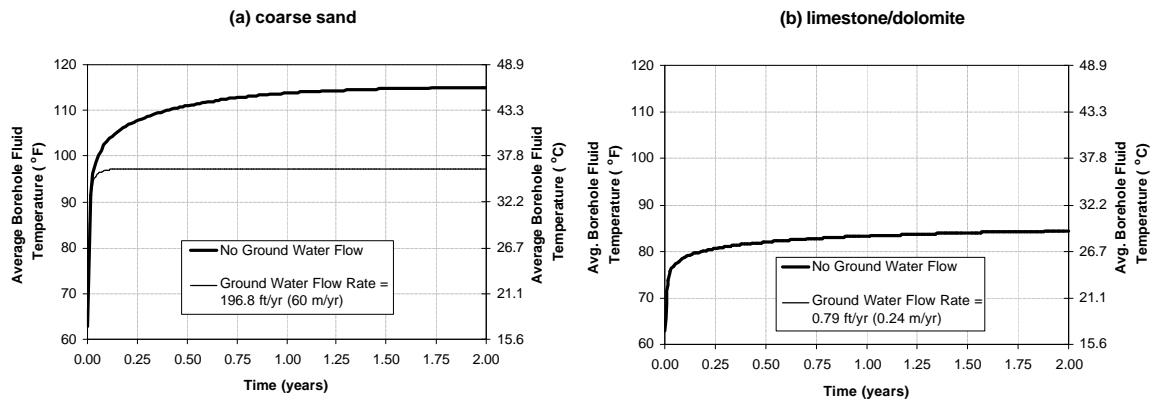 (a) coarse sand
Average Borehole Fluid
Temperature ( °F)
120
110
100
90
80
70
60
48.9
43.3
37.8
32.2
26.7
21.1
15.6
Average Borehole Fluid
Temperature ( °C)
No Ground Water Flow
Ground Water Flow Rate =
196.8 ft/yr (60 m/yr)
0.00 0.25 0.50 0.75 1.00 1.25 1.50 1.75 2.00
Time (years)
(b) limestone/dolomite
Avg. Borehole Fluid
Temperature ( °F)
120
110
100
90
80
70
60
48.9
43.3
37.8
32.2
26.7
21.1
15.6
Avg. Borehole Fluid
Temperature ( °C)
No Ground Water Flow
Ground Water Flow Rate =
0.79 ft/yr (0.24 m/yr)
0.00 0.25 0.50 0.75 1.00 1.25 1.50 1.75 2.00
Time (years)